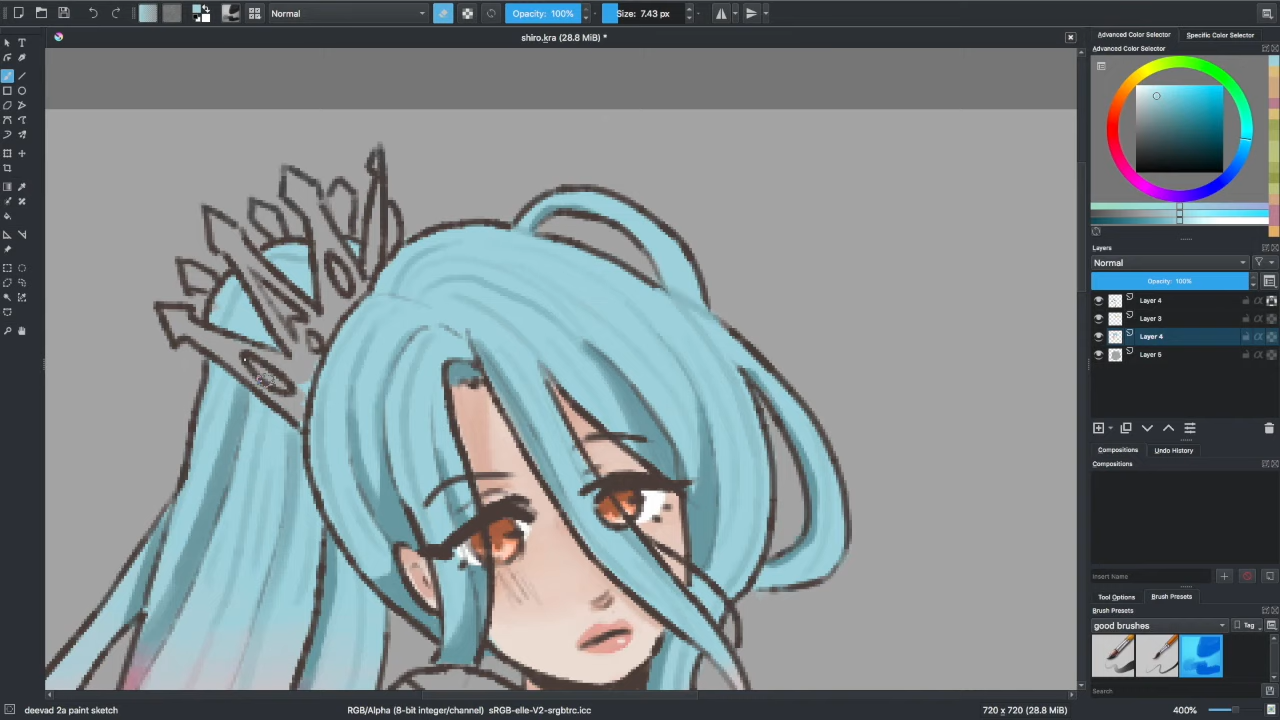 Normal
Opacity: 100%
Size: 7.43 px
shiro.kra (28.8 MiB) *
Advanced Color Selector
Specific Color Selector
Advanced Color Selector
Layers
Normal
Opacity: 100%
Layer 4
Layer 3
Layer 4
Layer 5
Compositions
Undo History
Compositions
Insert Name
Tool Options
Brush Presets
Brush Presets
good brushes
Tag
Search
deevad 2a paint sketch
RGB/Alpha (8-bit integer/channel) sRGB-elle-V2-srgbtrc.icc
720 x 720 (28.8 MiB)
400%